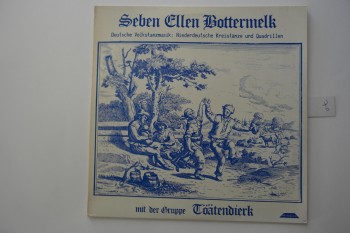 Seben Ellen Bottermelk
Deutsche Volkstanzmusik: Niederdeutsche Kreistänze und Quadrillen
mit der Gruppe Töätendierk